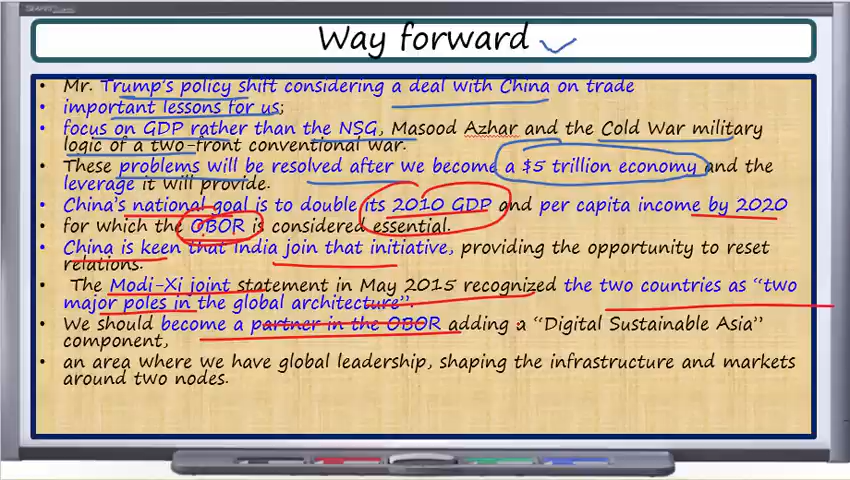 Way forward
• Mr. Trump's policy shift considering a deal with China on trade
• important lessons for us;
• focus on GDP rather than the NSG, Masood Azhar and the Cold War military
logic of a two-front conventional war.
• These problems will be resolved after we become a $5 trillion economy and the
leverage it will provide.
• China's national goal is to double its 2010 GDP and per capita income by 2020
• for which the OBOR is considered essential.
• China is keen that India join that initiative, providing the opportunity to reset
relations.
• The Modi-Xi joint statement in May 2015 recognized the two countries as “two
major poles in the global architecture”.
• We should become a partner in the OBOR adding a “Digital Sustainable Asia”
component,
• an area where we have global leadership, shaping the infrastructure and markets
around two nodes.